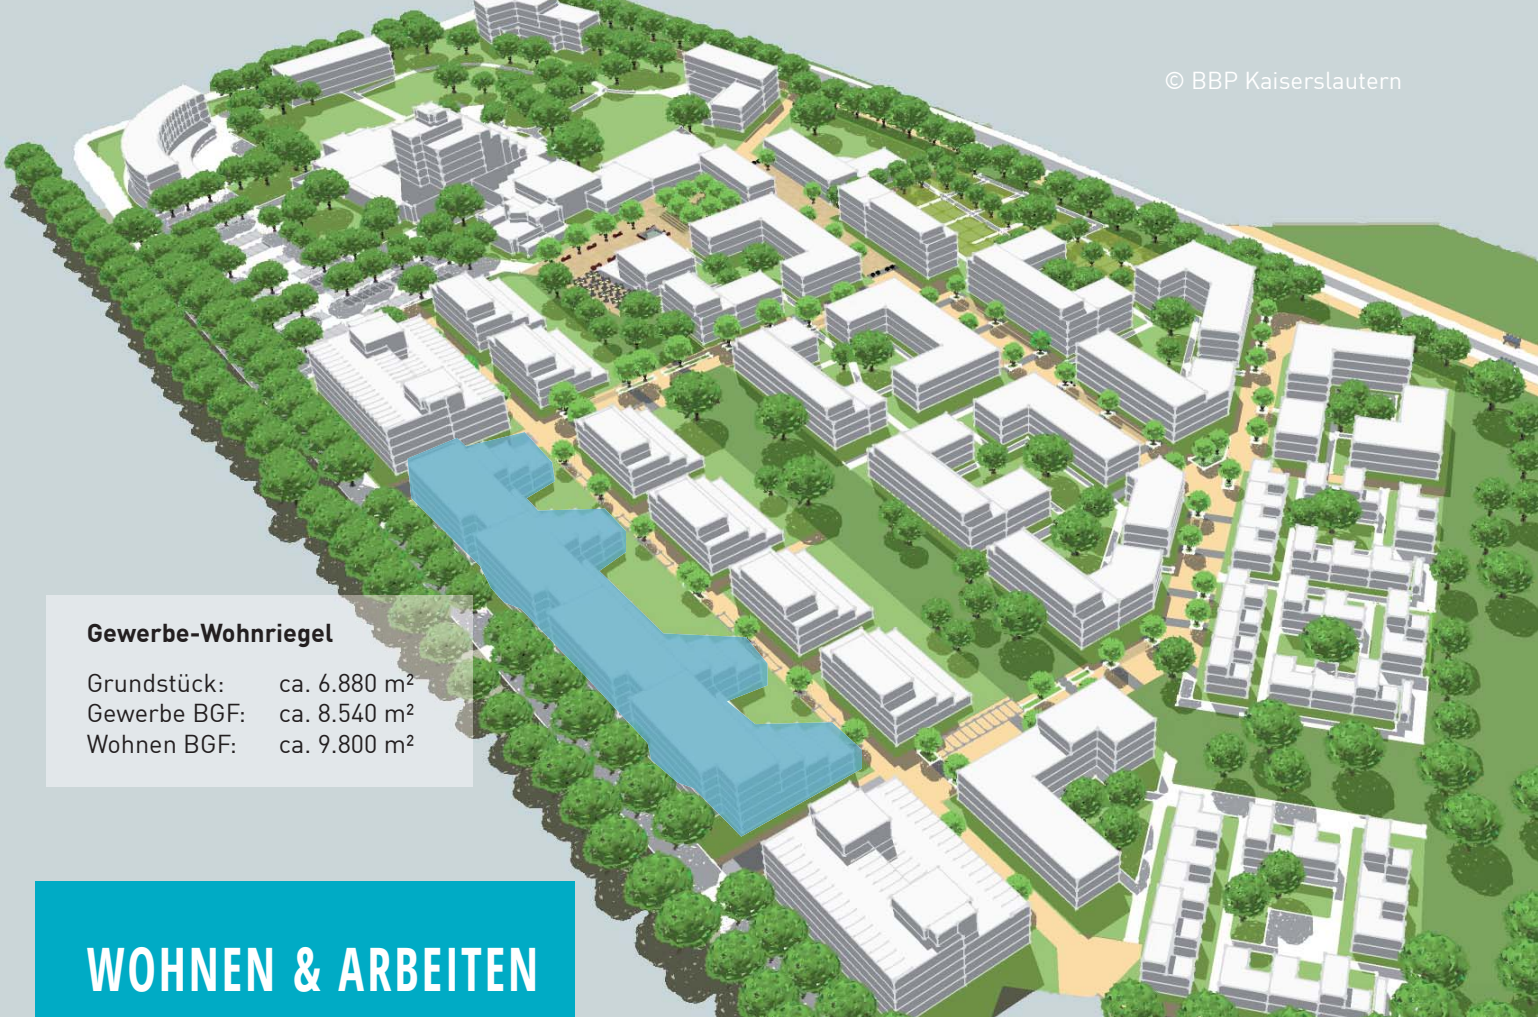 © BBP Kaiserslautern
Gewerbe-Wohnriegel
Grundstück: ca. 6.880 m²
Gewerbe BGF: ca. 8.540 m²
Wohnen BGF: ca. 9.800 m²
WOHNEN & ARBEITEN